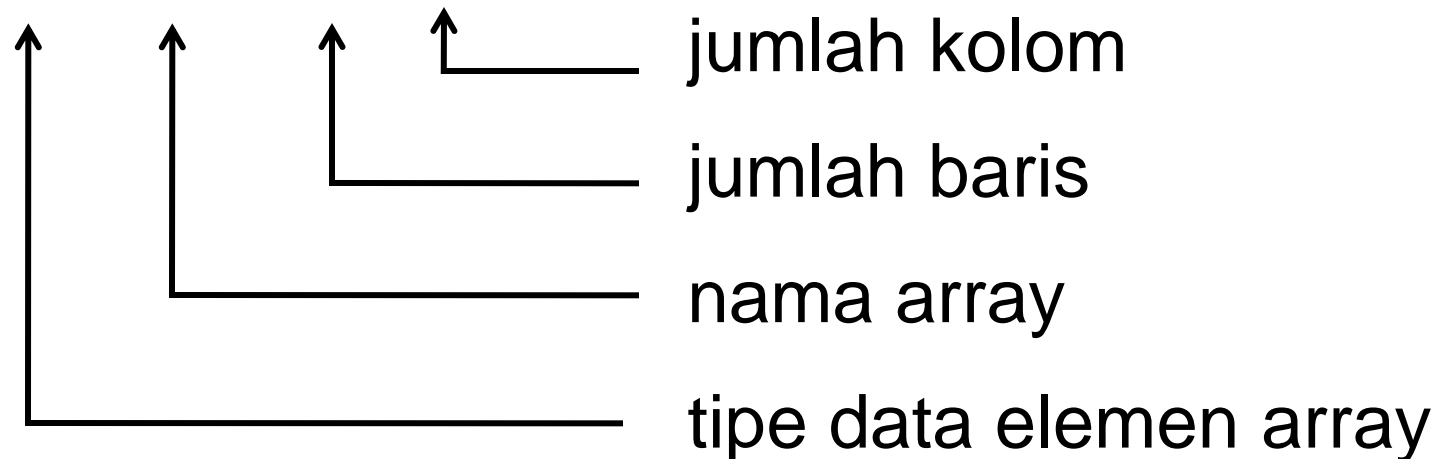 jumlah kolom
jumlah baris
nama array
tipe data elemen array